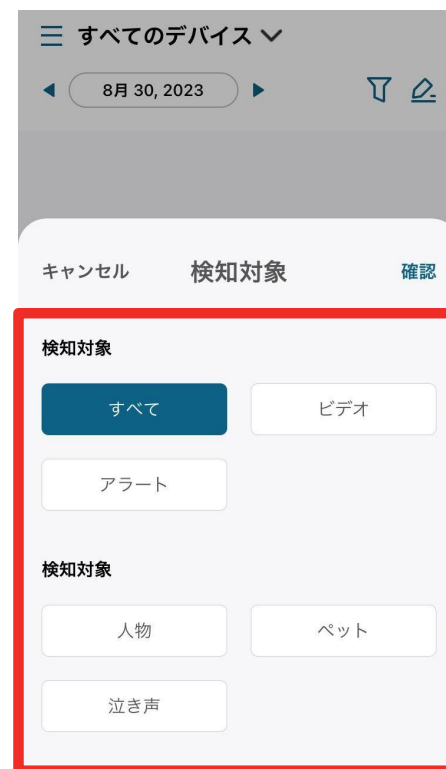 すべてのデバイス
8月 30, 2023
キャンセル 検知対象 確認
検知対象
すべて ビデオ
アラート
検知対象
人物 ペット
泣き声